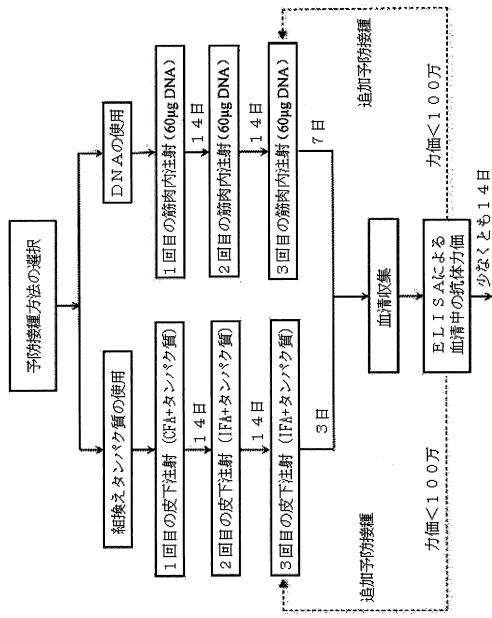 予防接種方法の選択
組換えタンパク質の使用
1回目の皮下注射(CFA+タンパク質)
14日
2回目の皮下注射(IFA+タンパク質)
14日
3回目の皮下注射(IFA+タンパク質)
3日
DNAの使用
1回目の筋肉内注射(60μg DNA)
14日
2回目の筋肉内注射(60μg DNA)
14日
3回目の筋肉内注射(60μg DNA)
7日
血清収集
ELISAによる
血清中の抗体力価
追加予防接種
力価<100万
追加予防接種
力価<100万
少なくとも14日